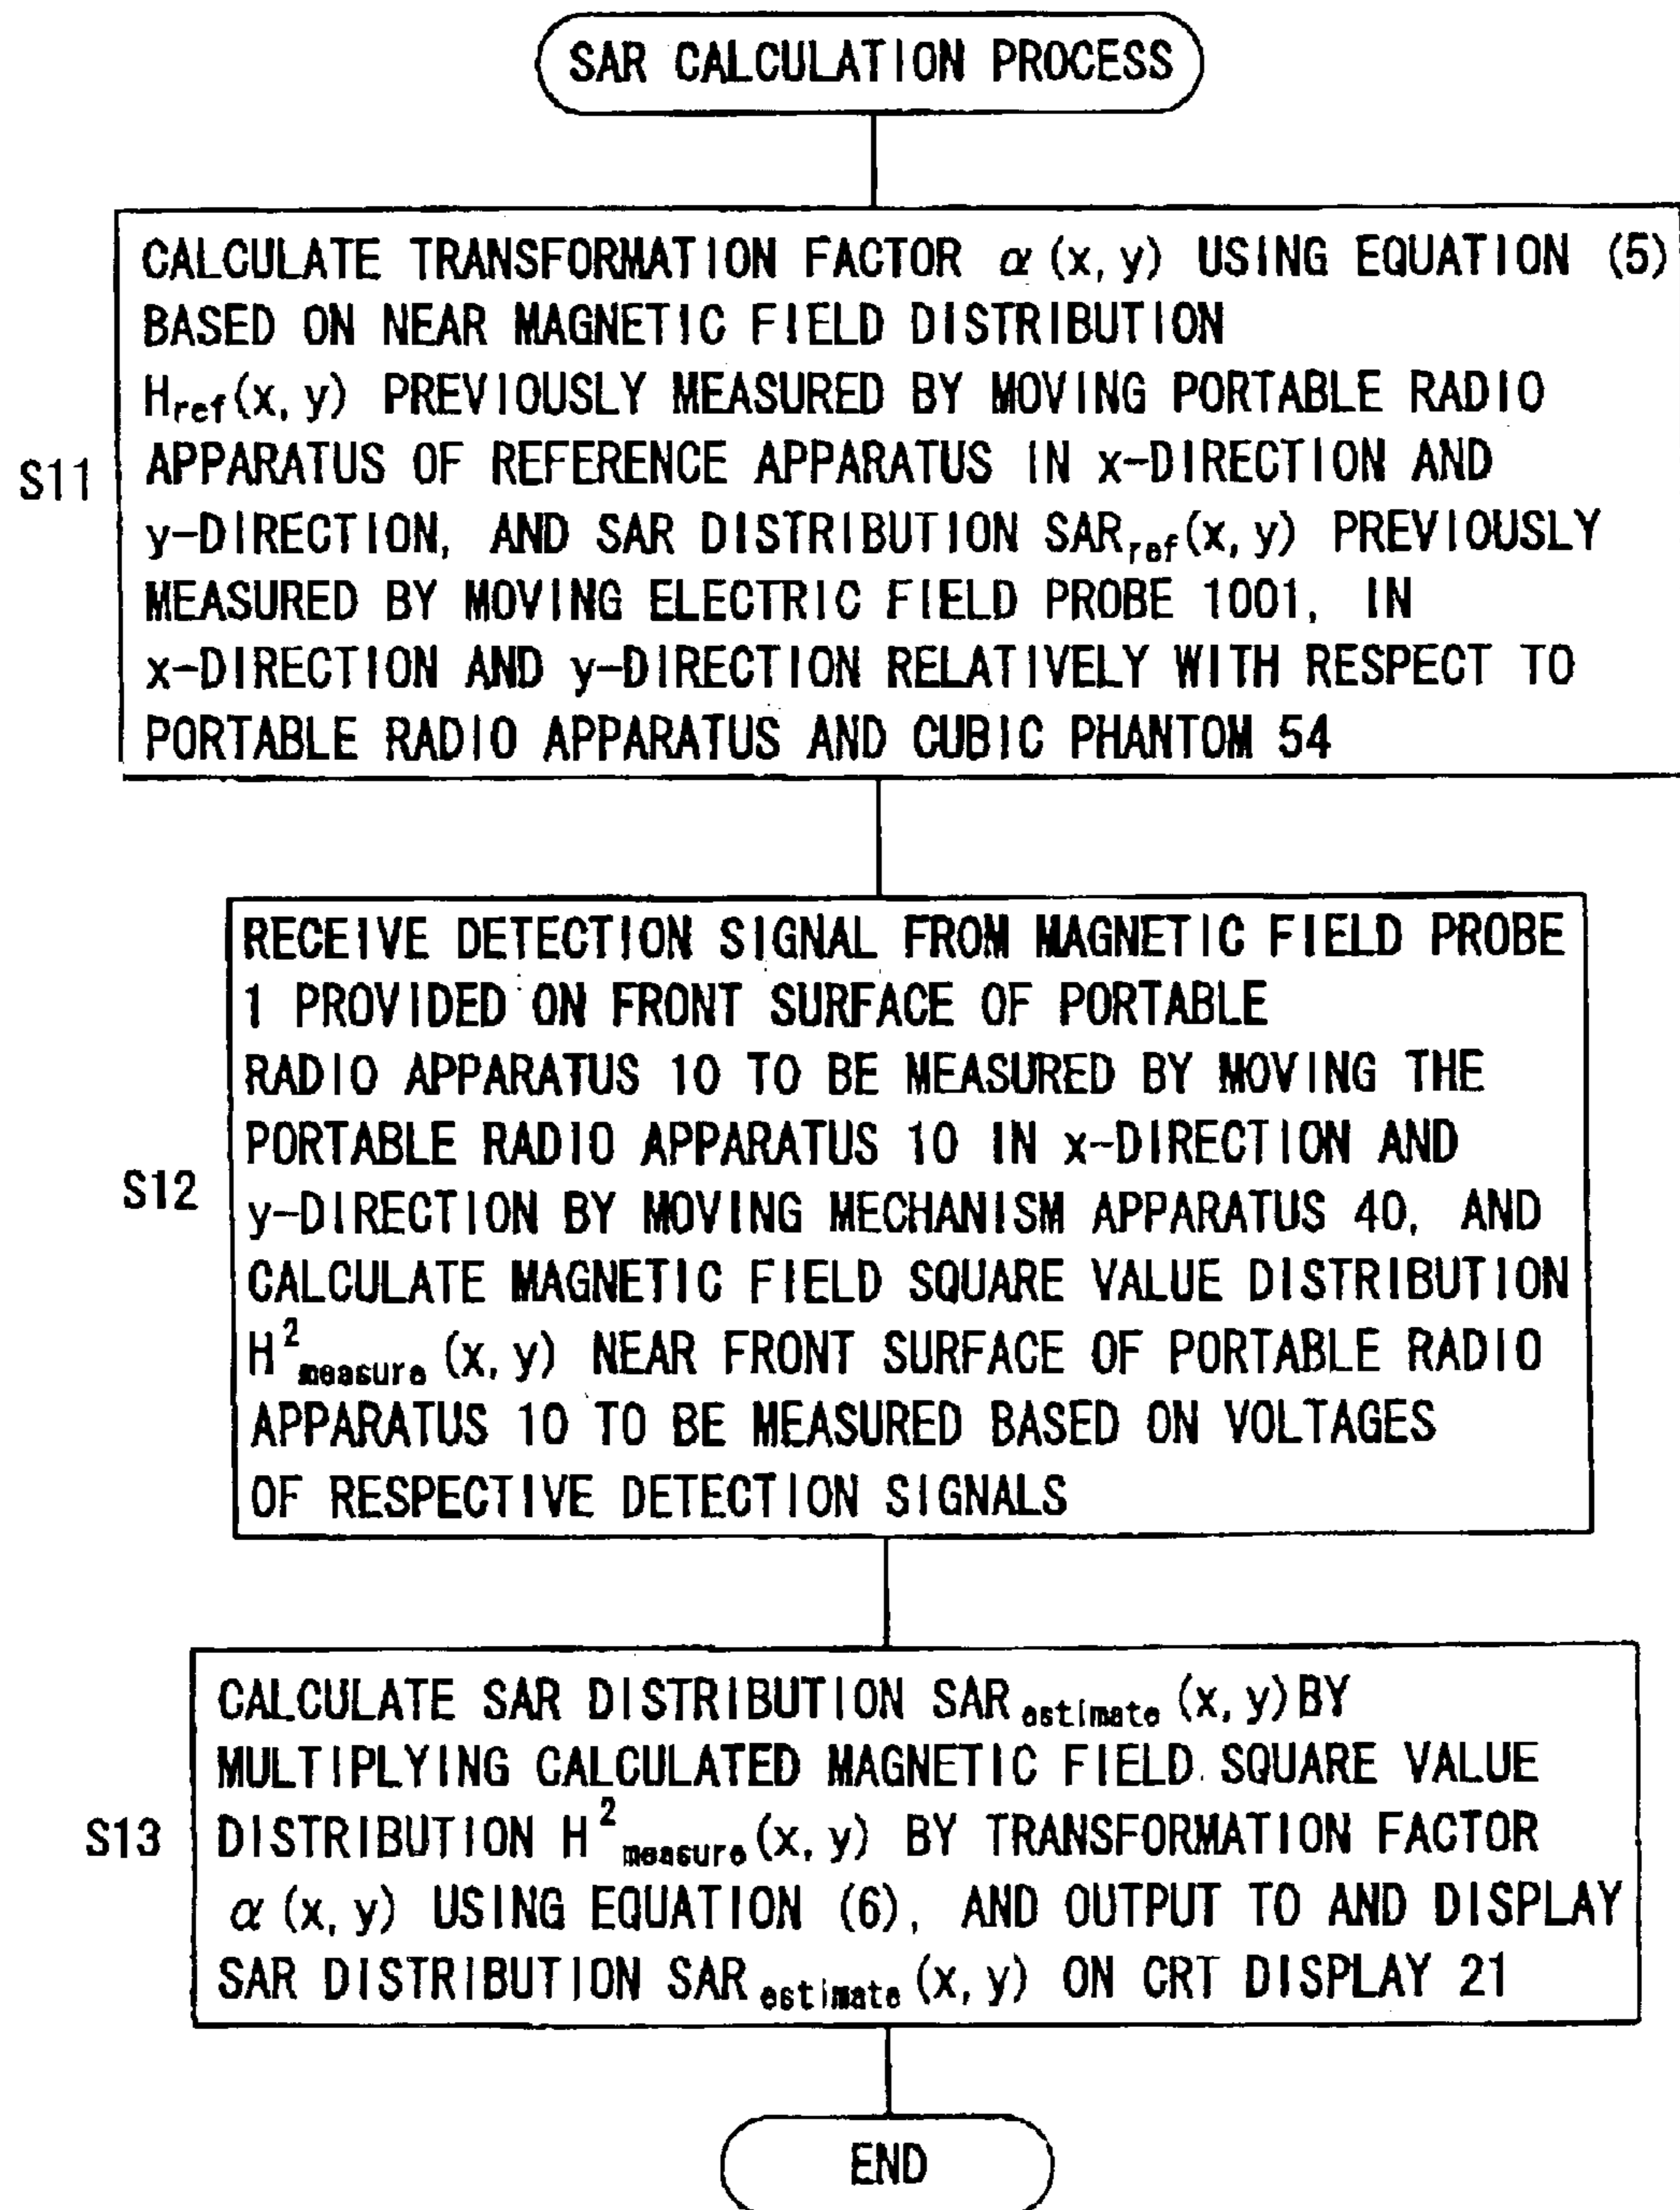 SAR CALCULATION PROCESS
S11
CALCULATE TRANSFORMATION FACTOR α(x, y) USING EQUATION (5)
BASED ON NEAR MAGNETIC FIELD DISTRIBUTION
Href(x, y) PREVIOUSLY MEASURED BY MOVING PORTABLE RADIO
APPARATUS OF REFERENCE APPARATUS IN x-DIRECTION AND
y-DIRECTION, AND SAR DISTRIBUTION SARref(x, y) PREVIOUSLY
MEASURED BY MOVING ELECTRIC FIELD PROBE 1001, IN
x-DIRECTION AND y-DIRECTION RELATIVELY WITH RESPECT TO
PORTABLE RADIO APPARATUS AND CUBIC PHANTOM 54
S12
RECEIVE DETECTION SIGNAL FROM MAGNETIC FIELD PROBE
1 PROVIDED ON FRONT SURFACE OF PORTABLE
RADIO APPARATUS 10 TO BE MEASURED BY MOVING THE
PORTABLE RADIO APPARATUS 10 IN x-DIRECTION AND
y-DIRECTION BY MOVING MECHANISM APPARATUS 40, AND
CALCULATE MAGNETIC FIELD SQUARE VALUE DISTRIBUTION
H²measure(x, y) NEAR FRONT SURFACE OF PORTABLE RADIO
APPARATUS 10 TO BE MEASURED BASED ON VOLTAGES
OF RESPECTIVE DETECTION SIGNALS
S13
CALCULATE SAR DISTRIBUTION SARestimate(x, y) BY
MULTIPLYING CALCULATED MAGNETIC FIELD SQUARE VALUE
DISTRIBUTION H²measure(x, y) BY TRANSFORMATION FACTOR
α(x, y) USING EQUATION (6), AND OUTPUT TO AND DISPLAY
SAR DISTRIBUTION SARestimate(x, y) ON CRT DISPLAY 21
END